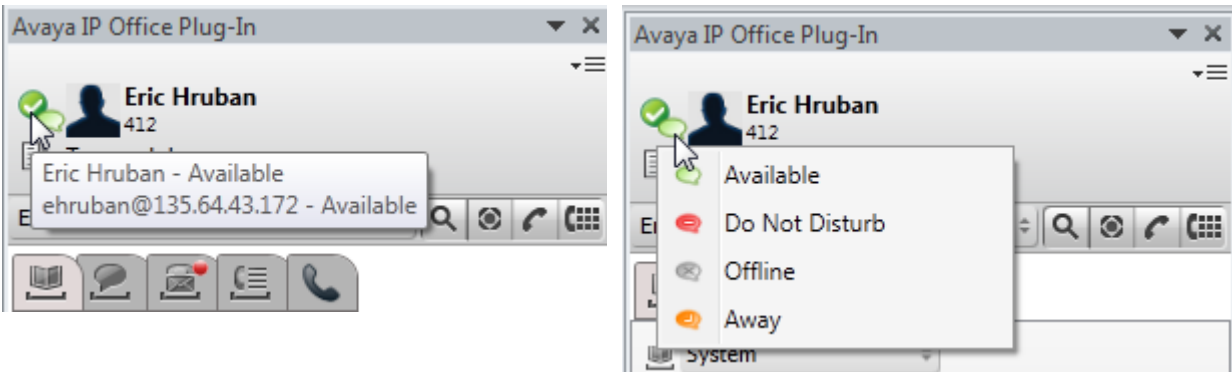 Avaya IP Office Plug-In
Eric Hruban
412
Eric Hruban - Available
ehruban@135.64.43.172 - Available
Avaya IP Office Plug-In
Eric Hruban
412
Available
Do Not Disturb
Offline
Away
System